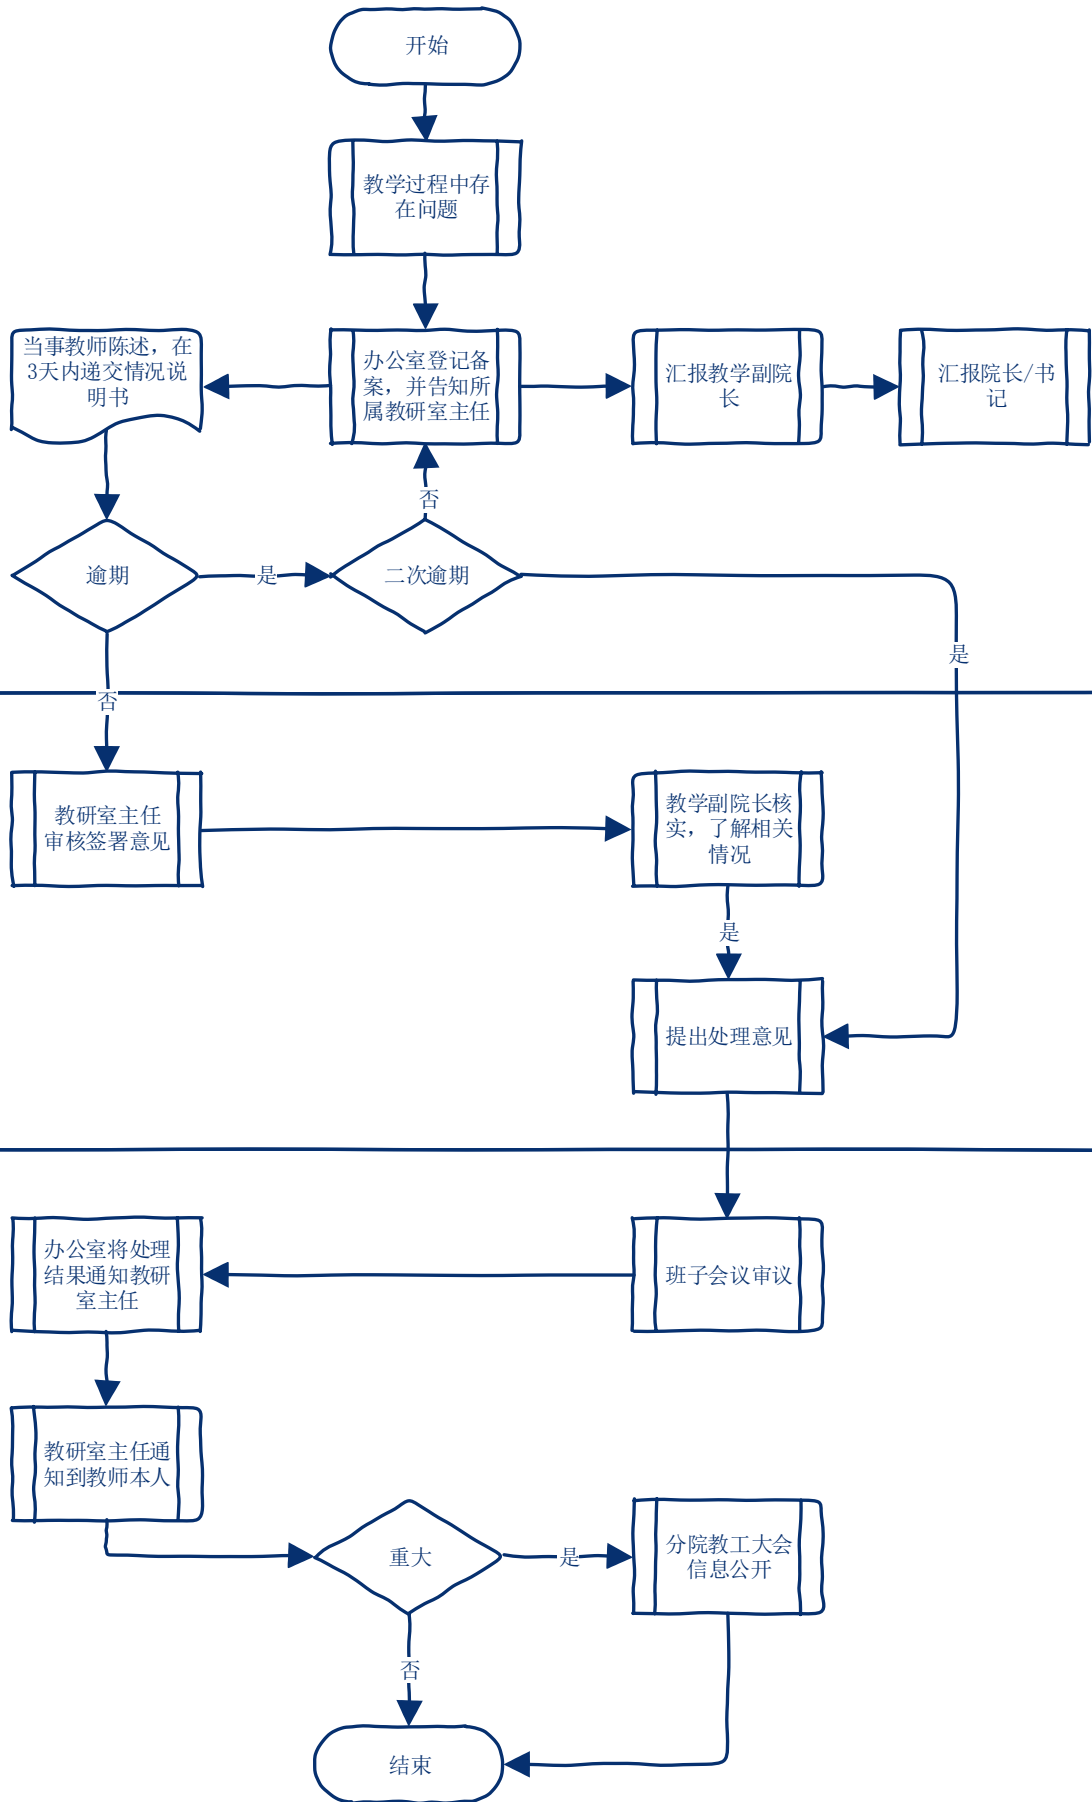 开始
教学过程中存
在问题
当事教师陈述，在
3天内递交情况说
明书
办公室登记备
案，并告知所
属教研室主任
汇报教学副院
长
汇报院长/书
记
否
逾期
是
二次逾期
是
否
教研室主任
审核签署意见
教学副院长核
实，了解相关
情况
是
提出处理意见
办公室将处理
结果通知教研
室主任
班子会议审议
教研室主任通
知到教师本人
重大
是
分院教工大会
信息公开
否
结束